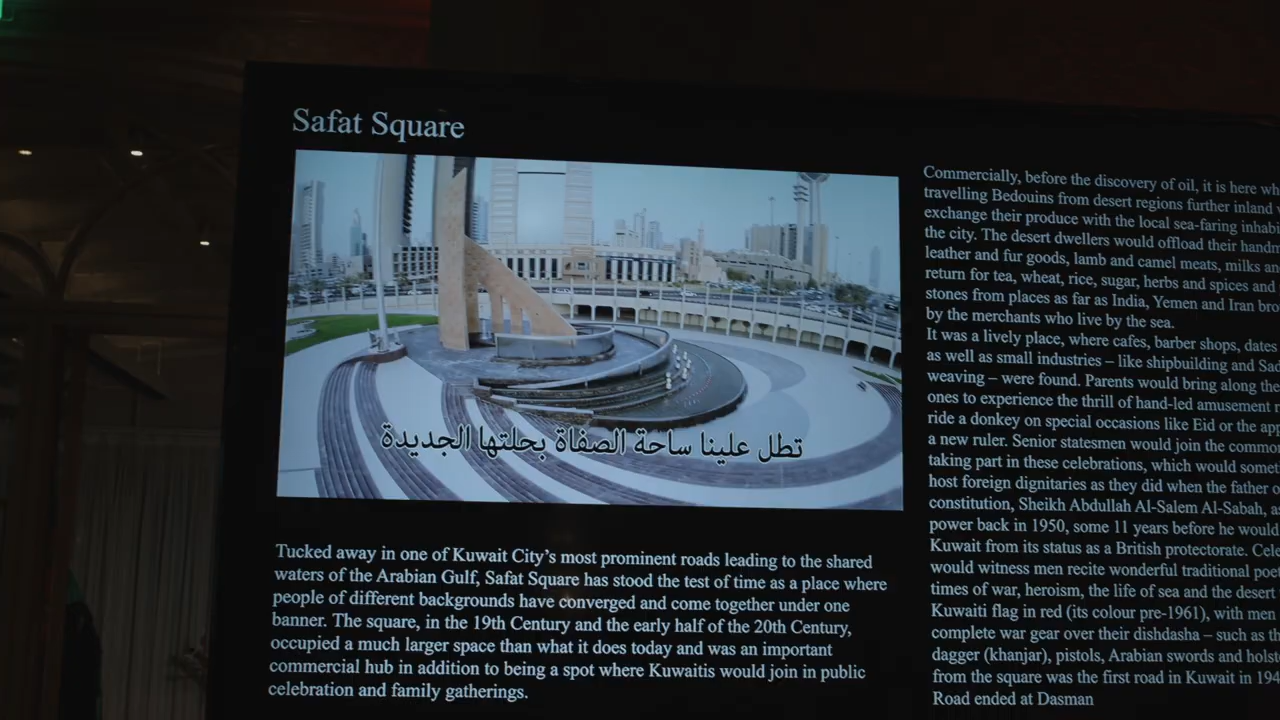 Safat Square
تطل علينا ساحة الصفاة بحلتها الجديدة
Tucked away in one of Kuwait City's most prominent roads leading to the shared
waters of the Arabian Gulf, Safat Square has stood the test of time as a place where
people of different backgrounds have converged and come together under one
banner. The square, in the 19th Century and the early half of the 20th Century,
occupied a much larger space than what it does today and was an important
commercial hub in addition to being a spot where Kuwaitis would join in public
celebration and family gatherings.
Commercially, before the discovery of oil, it is here
travelling Bedouins from desert regions further inland
exchange their produce with the local sea-faring
the city. The desert dwellers would offload their
leather and fur goods, lamb and camel meats, milks
return for tea, wheat, rice, sugar, herbs and spices and
stones from places as far as India, Yemen and Iran
by the merchants who live by the sea.
It was a lively place, where cafes, barber shops, dates
as well as small industries – like shipbuilding and
weaving – were found. Parents would bring along the
ones to experience the thrill of hand-led amusement
ride a donkey on special occasions like Eid or the
a new ruler. Senior statesmen would join the
taking part in these celebrations, which would
host foreign dignitaries as they did when the father
constitution, Sheikh Abdullah Al-Salem Al-Sabah,
power back in 1950, some 11 years before he would
Kuwait from its status as a British protectorate.
would witness men recite wonderful traditional
times of war, heroism, the life of sea and the desert
Kuwaiti flag in red (its colour pre-1961), with men
complete war gear over their dishdasha – such as
dagger (khanjar), pistols, Arabian swords and
from the square was the first road in Kuwait in
Road ended at Dasman